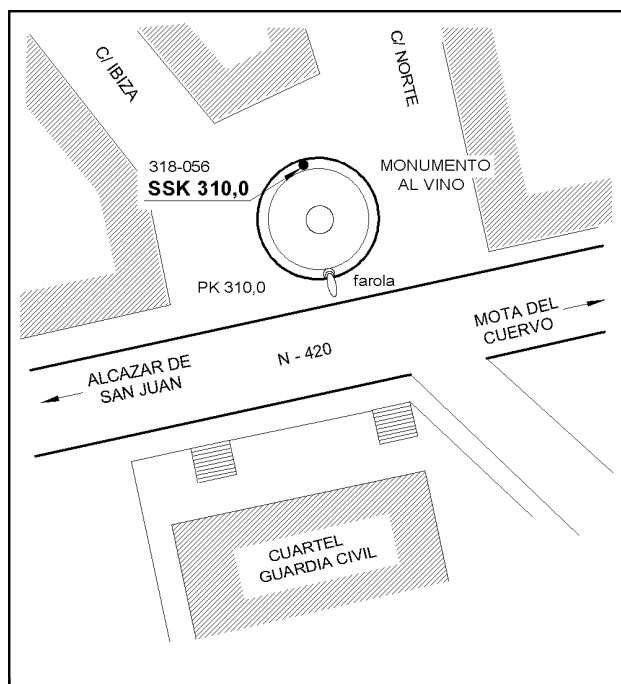 C/ IBIZA
C/ NORTE
318-056
SSK 310,0
MONUMENTO
AL VINO
PK 310,0
farola
MOTA DEL
CUERVO
N - 420
ALCAZAR DE
SAN JUAN
CUARTEL
GUARDIA CIVIL